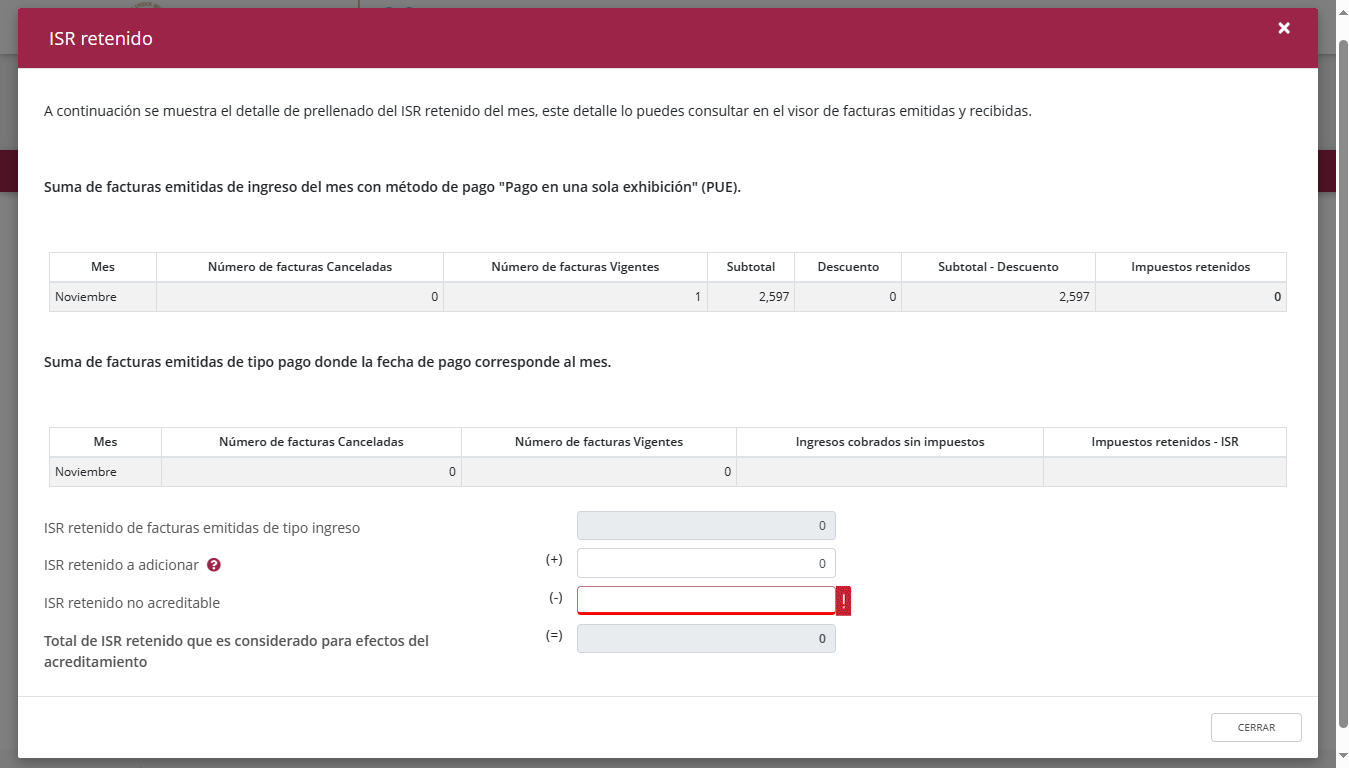 ISR retenido
A continuación se muestra el detalle de prellenado del ISR retenido del mes, este detalle lo puedes consultar en el visor de facturas emitidas y recibidas.
Suma de facturas emitidas de ingreso del mes con método de pago "Pago en una sola exhibición" (PUE).
Mes Número de facturas Canceladas Número de facturas Vigentes Subtotal Descuento Subtotal - Descuento Impuestos retenidos
Noviembre 0 1 2,597 0 2,597 0
Suma de facturas emitidas de tipo pago donde la fecha de pago corresponde al mes.
Mes Número de facturas Canceladas Número de facturas Vigentes Ingresos cobrados sin impuestos Impuestos retenidos - ISR
Noviembre 0 0
ISR retenido de facturas emitidas de tipo ingreso 0
ISR retenido a adicionar ? (+) 0
ISR retenido no acreditable (-) !
Total de ISR retenido que es considerado para efectos del (=) 0
acreditamiento
CERRAR